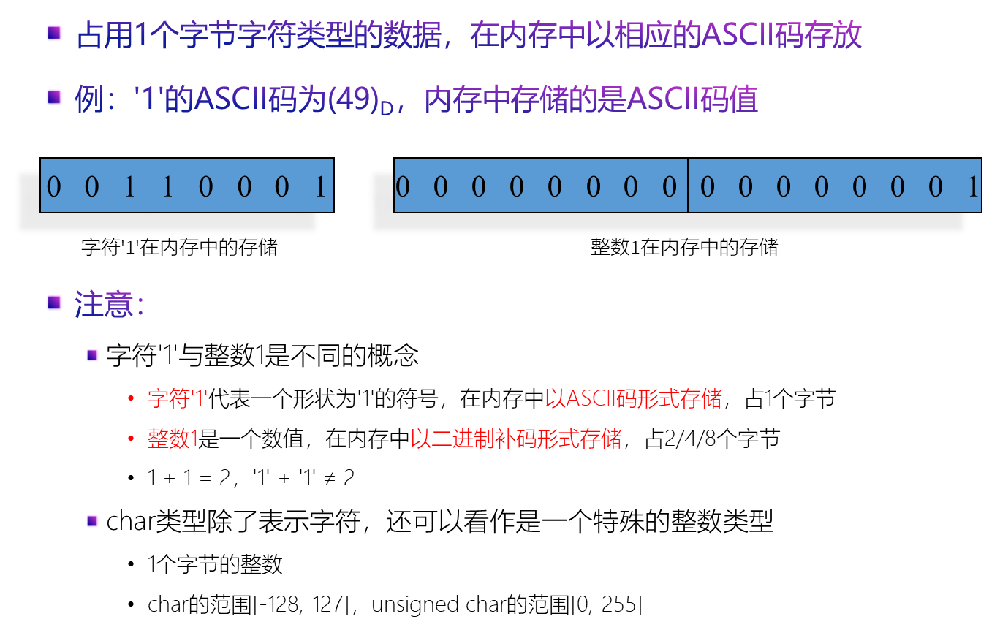 占用1个字节字符类型的数据，在内存中以相应的ASCII码存放
例：'1'的ASCII码为(49)D，内存中存储的是ASCII码值
0 0 1 1 0 0 0 1
0 0 0 0 0 0 0 0 0 0 0 0 0 0 0 1
字符'1'在内存中的存储
整数1在内存中的存储
注意：
字符'1'与整数1是不同的概念
字符'1'代表一个形状为'1'的符号，在内存中以ASCII码形式存储，占1个字节
整数1是一个数值，在内存中以二进制补码形式存储，占2/4/8个字节
1 + 1 = 2，'1' + '1' ≠ 2
char类型除了表示字符，还可以看作是一个特殊的整数类型
1个字节的整数
char的范围[-128, 127]，unsigned char的范围[0, 255]